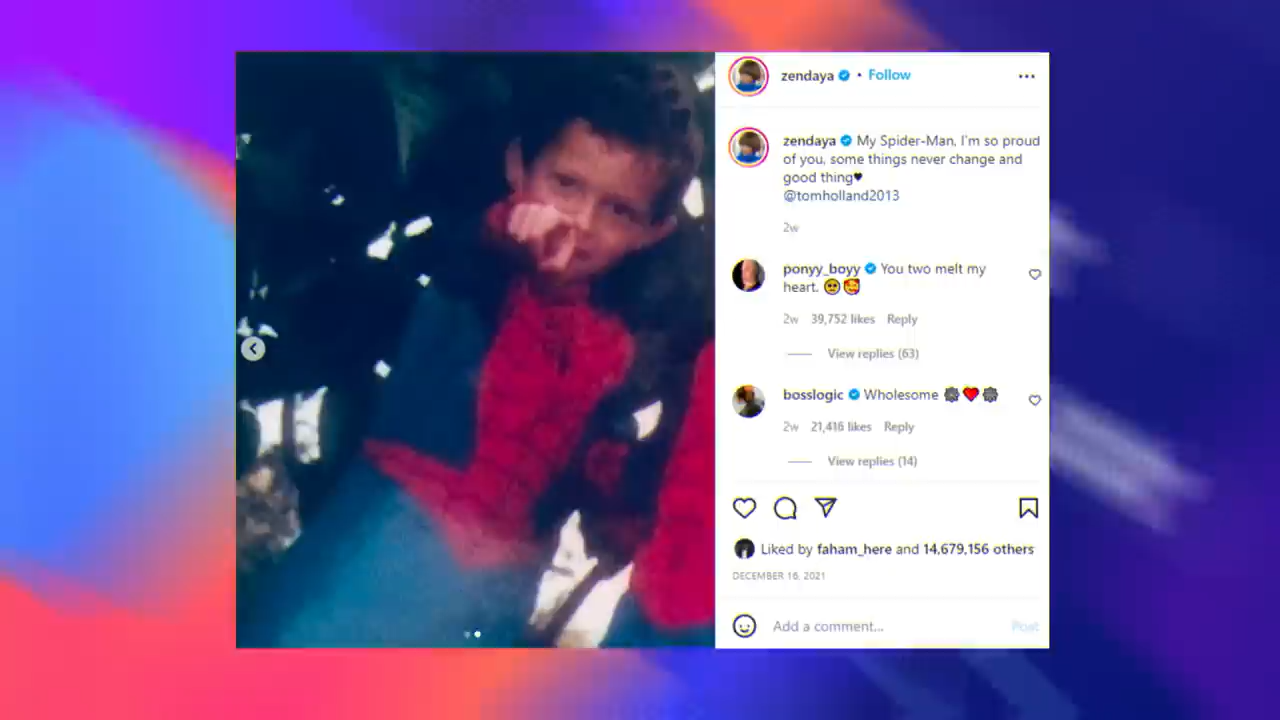 zendaya • Follow
zendaya My Spider-Man, I'm so proud
of you, some things never change and
good thing♥
@tomholland2013
2w
ponyy_boyy You two melt my
heart. 🥺🥰
2w 39,752 likes Reply
View replies (63)
bosslogic Wholesome 🕸❤️🕸
2w 21,416 likes Reply
View replies (14)
Liked by faham_here and 14,679,156 others
DECEMBER 16, 2021
Add a comment... Post